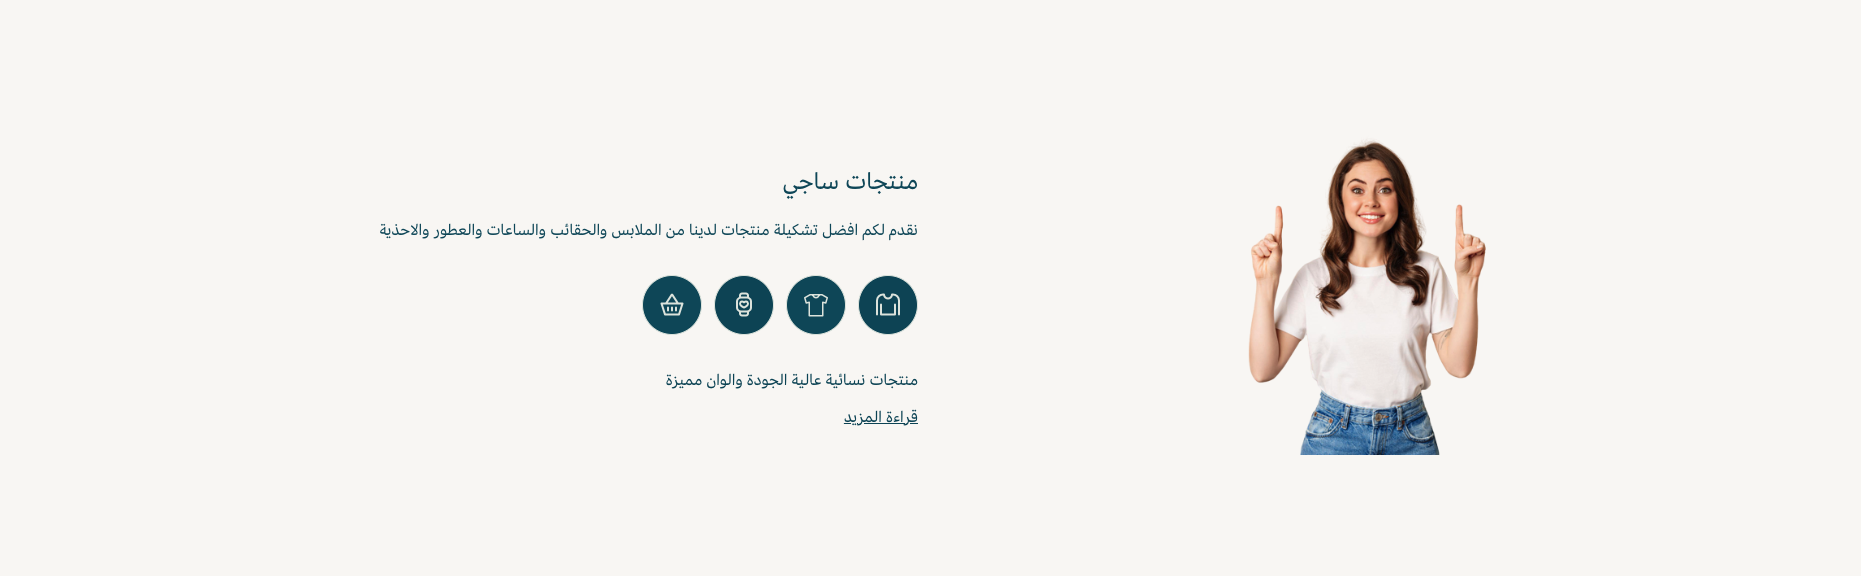 منتجات ساجي
نقدم لكم افضل تشكيلة منتجات لدينا من الملابس والحقائب والساعات والعطور والاحذية
منتجات نسائية عالية الجودة والوان مميزة
قراءة المزيد